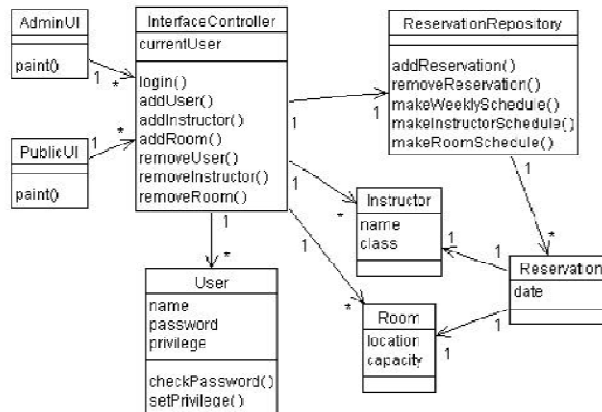 AdminUI
paint()
1
*
PublicUI
paint()
1
*
InterfaceController
currentUser
login()
addUser()
addInstructor()
addRoom()
removeUser()
removeInstructor()
removeRoom()
1
1
ReservationRepository
addReservation()
removeReservation()
makeWeeklySchedule()
makeInstructorSchedule()
makeRoomSchedule()
1
*
1
*
Instructor
name
class
1
1
Reservation
date
1
*
User
name
password
privilege
checkPassword()
setPrivilege()
1
*
Room
location
capacity
1
1